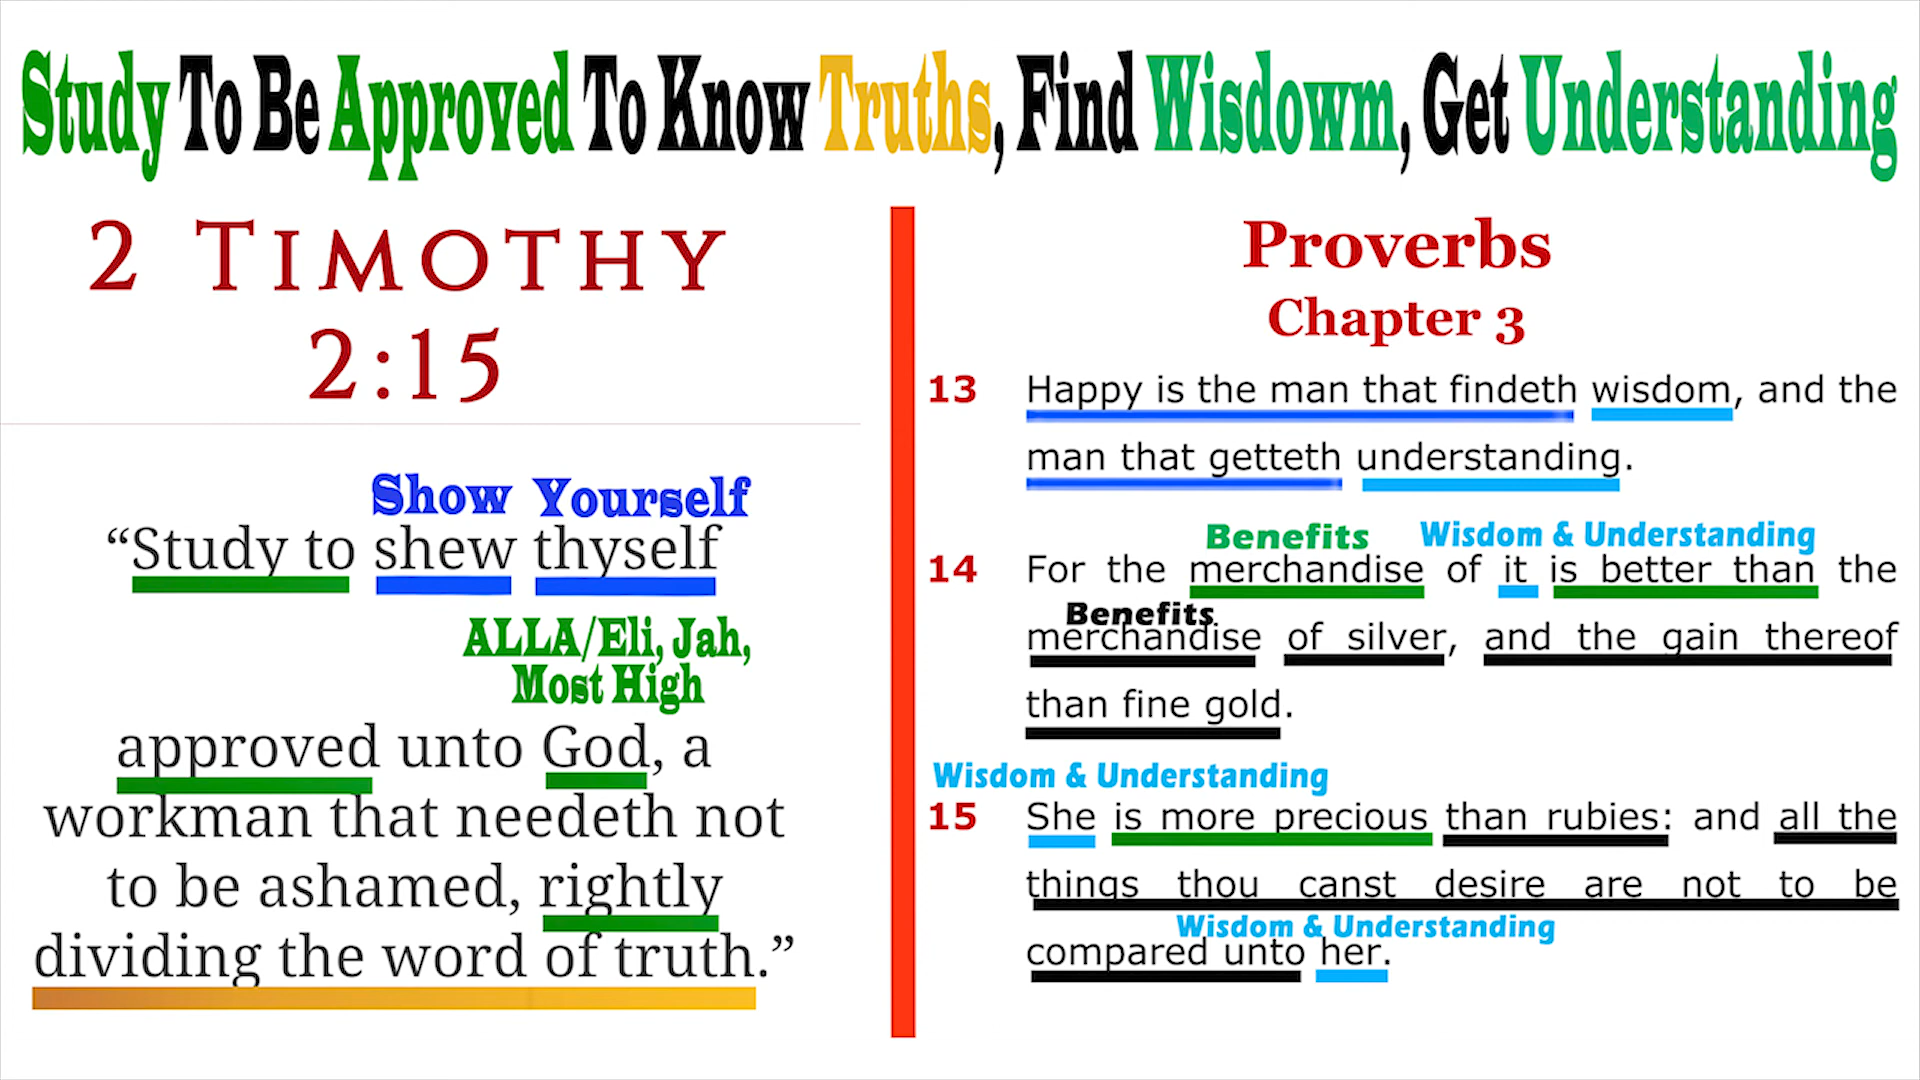 Study To Be Approved To Know Truths, Find Wisdowm, Get Understanding
2 TIMOTHY
2:15
Show Yourself
“Study to shew thyself
ALLA/Eli, Jah,
Most High
approved unto God, a
workman that needeth not
to be ashamed, rightly
dividing the word of truth.”
Proverbs
Chapter 3
13 Happy is the man that findeth wisdom, and the
man that getteth understanding.
Benefits Wisdom & Understanding
14 For the merchandise of it is better than the
Benefits
merchandise of silver, and the gain thereof
than fine gold.
Wisdom & Understanding
15 She is more precious than rubies: and all the
things thou canst desire are not to be
Wisdom & Understanding
compared unto her.